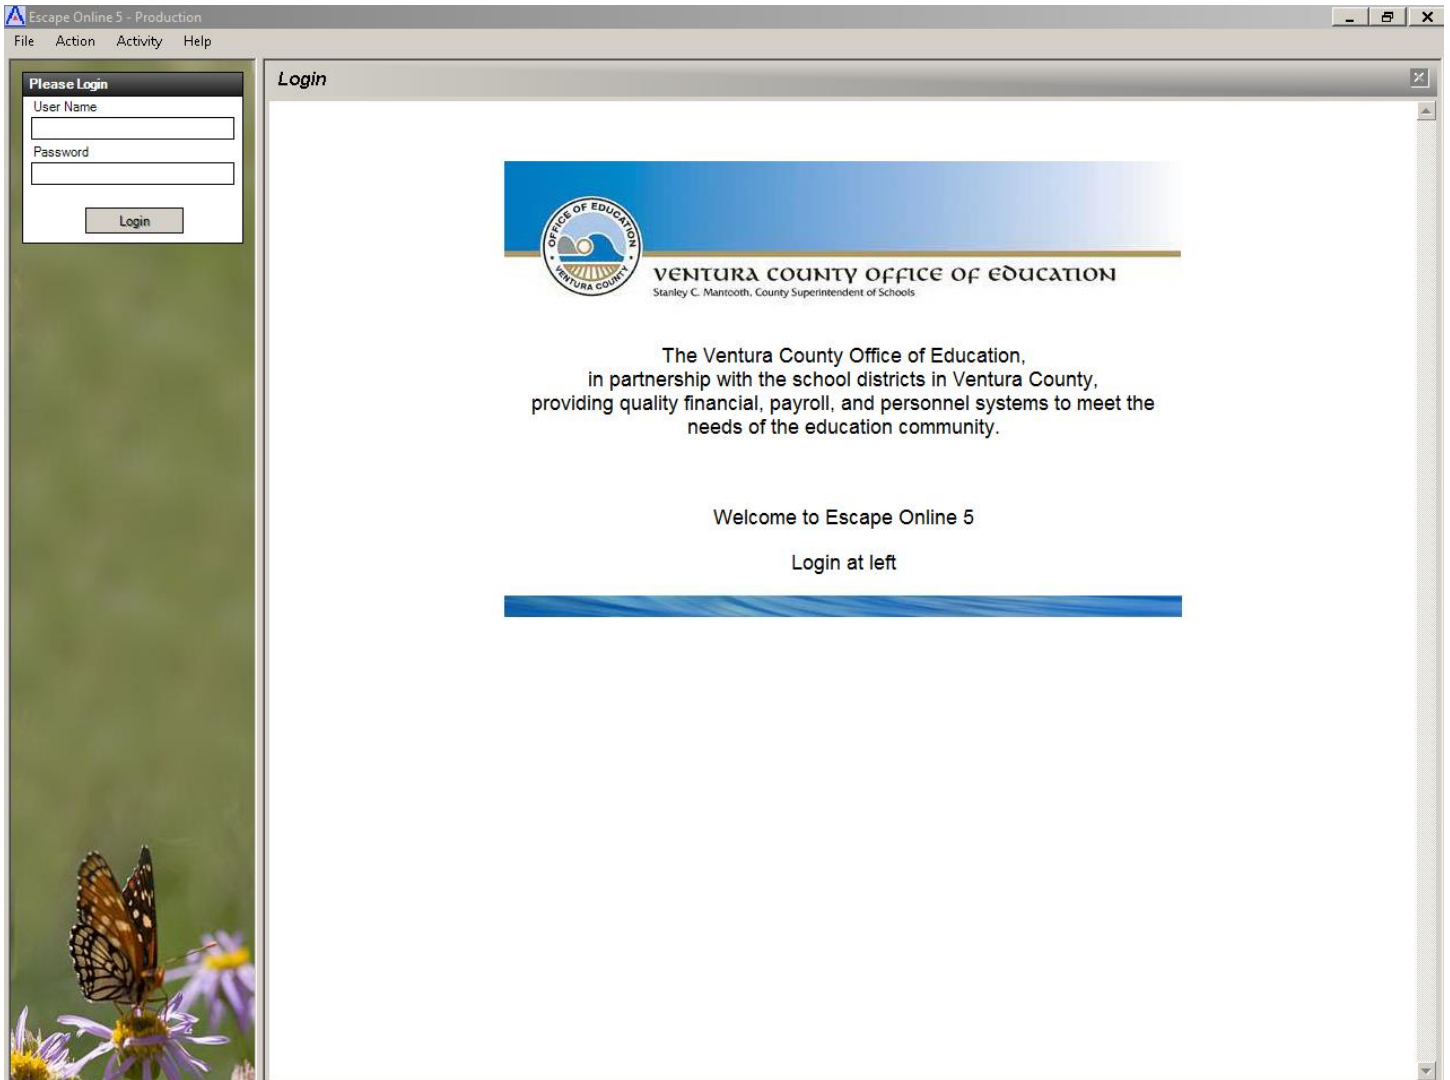 Escape Online 5 - Production
File Action Activity Help
Please Login
User Name
Password
Login
Login
OFFICE OF EDUCATION
VENTURA COUNTY
VENTURA COUNTY OFFICE OF EDUCATION
Stanley C. Mantooth, County Superintendent of Schools
The Ventura County Office of Education,
in partnership with the school districts in Ventura County,
providing quality financial, payroll, and personnel systems to meet the
needs of the education community.
Welcome to Escape Online 5
Login at left